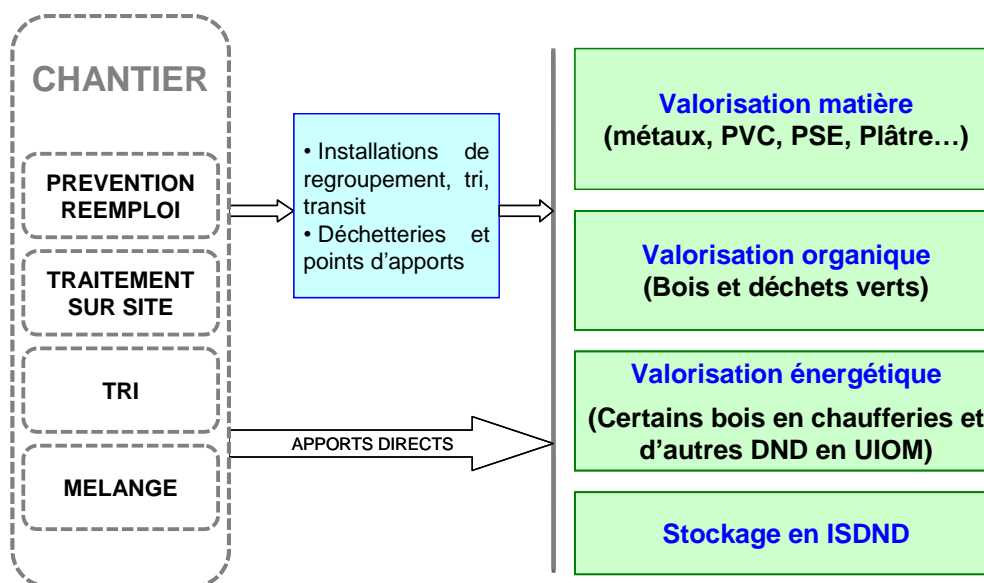 CHANTIER
PREVENTION
REEMPLOI
TRAITEMENT
SUR SITE
TRI
MELANGE
• Installations de
regroupement, tri,
transit
• Déchetteries et
points d'apports
APPORTS DIRECTS
Valorisation matière
(métaux, PVC, PSE, Plâtre…)
Valorisation organique
(Bois et déchets verts)
Valorisation énergétique
(Certains bois en chaufferies et
d'autres DND en UIOM)
Stockage en ISDND